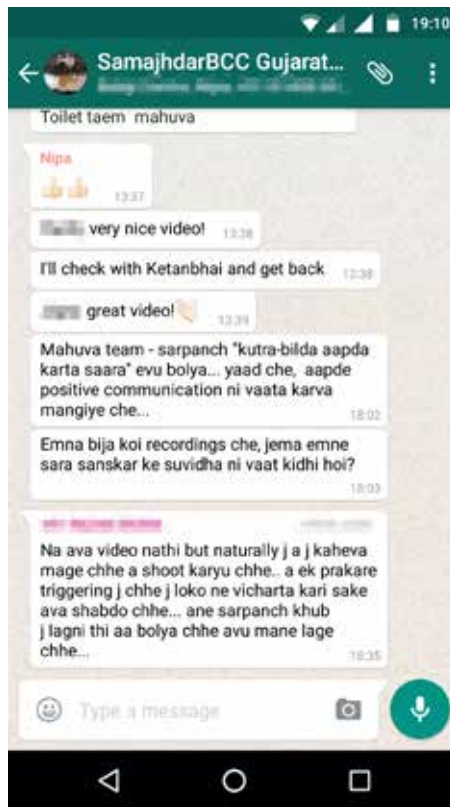 19:10
SamajhdarBCC Gujarat...
Toilet taem mahuva
Nipa
👍👍 13:37
very nice video! 13:38
I'll check with Ketanbhai and get back 13:38
great video!👏 13:39
Mahuva team - sarpanch "kutra-bilda aapda
karta saara" evu bolya... yaad che, aapde
positive communication ni vaata karva
mangiye che...
18:02
Emna bija koi recordings che, jema emne
sara sanskar ke suvidha ni vaat kidhi hoi?
18:03
Na ava video nathi but naturally j a j kaheva
mage chhe a shoot karyu chhe.. a ek prakare
triggering j chhe j loko ne vicharta kari sake
ava shabdo chhe... ane sarpanch khub
j lagni thi aa bolya chhe avu mane lage
chhe...
18:35
Type a message